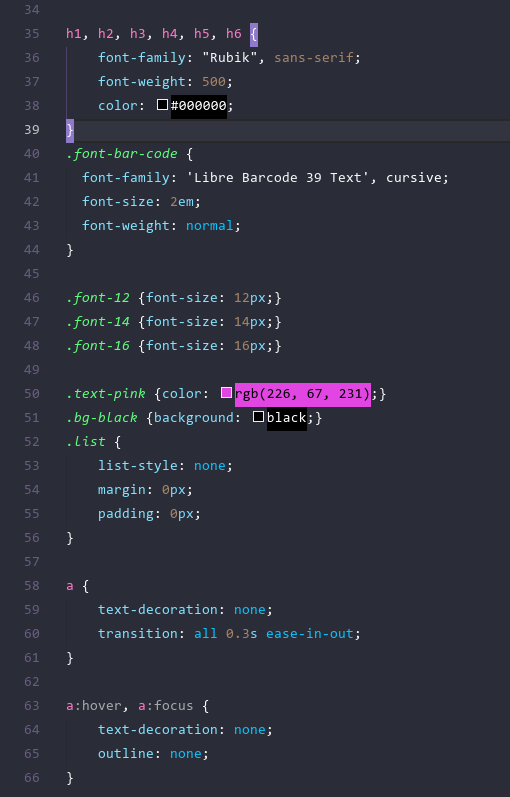 34
35 h1, h2, h3, h4, h5, h6 {
36     font-family: "Rubik", sans-serif;
37     font-weight: 500;
38     color: #000000;
39 }
40 .font-bar-code {
41   font-family: 'Libre Barcode 39 Text', cursive;
42   font-size: 2em;
43   font-weight: normal;
44 }
45
46 .font-12 {font-size: 12px;}
47 .font-14 {font-size: 14px;}
48 .font-16 {font-size: 16px;}
49
50 .text-pink {color: rgb(226, 67, 231);}
51 .bg-black {background: black;}
52 .list {
53     list-style: none;
54     margin: 0px;
55     padding: 0px;
56 }
57
58 a {
59     text-decoration: none;
60     transition: all 0.3s ease-in-out;
61 }
62
63 a:hover, a:focus {
64     text-decoration: none;
65     outline: none;
66 }